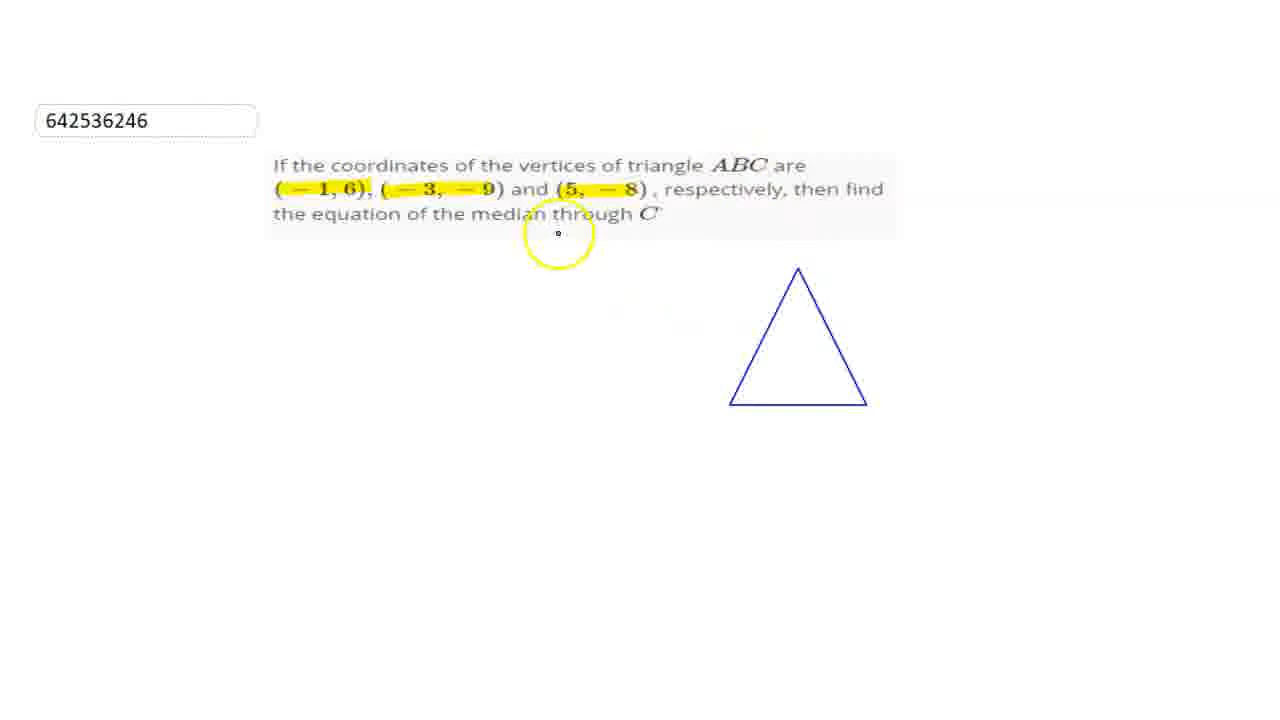 642536246
If the coordinates of the vertices of triangle ABC are
( − 1, 6), ( − 3, − 9) and (5, − 8) , respectively, then find
the equation of the median through C